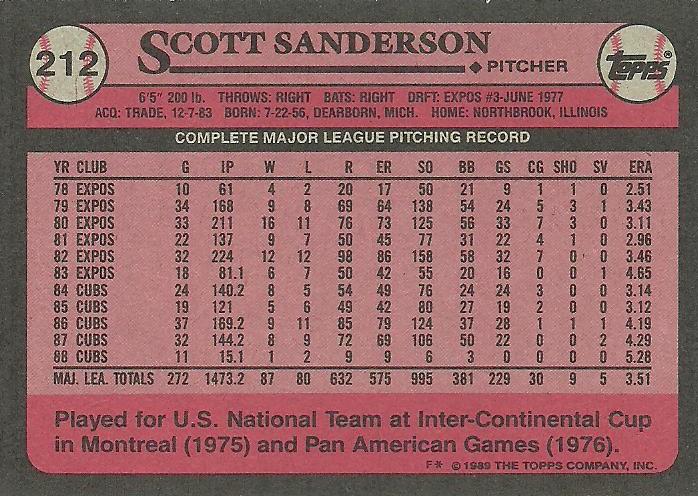 212
SCOTT SANDERSON
PITCHER
TOPPS®
6'5" 200 lb. THROWS: RIGHT BATS: RIGHT DRFT: EXPOS #3-JUNE 1977
ACQ: TRADE, 12-7-83 BORN: 7-22-56, DEARBORN, MICH. HOME: NORTHBROOK, ILLINOIS
COMPLETE MAJOR LEAGUE PITCHING RECORD
YR CLUB G IP W L R ER SO BB GS CG SHO SV ERA
78 EXPOS 10 61 4 2 20 17 50 21 9 1 1 0 2.51
79 EXPOS 34 168 9 8 69 64 138 54 24 5 3 1 3.43
80 EXPOS 33 211 16 11 76 73 125 56 33 7 3 0 3.11
81 EXPOS 22 137 9 7 50 45 77 31 22 4 1 0 2.96
82 EXPOS 32 224 12 12 98 86 158 58 32 7 0 0 3.46
83 EXPOS 18 81.1 6 7 50 42 55 20 16 0 0 1 4.65
84 CUBS 24 140.2 8 5 54 49 76 24 24 3 0 0 3.14
85 CUBS 19 121 5 6 49 42 80 27 19 2 0 0 3.12
86 CUBS 37 169.2 9 11 85 79 124 37 28 1 1 1 4.19
87 CUBS 32 144.2 8 9 72 69 106 50 22 0 0 2 4.29
88 CUBS 11 15.1 1 2 9 9 6 3 0 0 0 0 5.28
MAJ. LEA. TOTALS 272 1473.2 87 80 632 575 995 381 229 30 9 5 3.51
Played for U.S. National Team at Inter-Continental Cup
in Montreal (1975) and Pan American Games (1976).
F* © 1989 THE TOPPS COMPANY, INC.